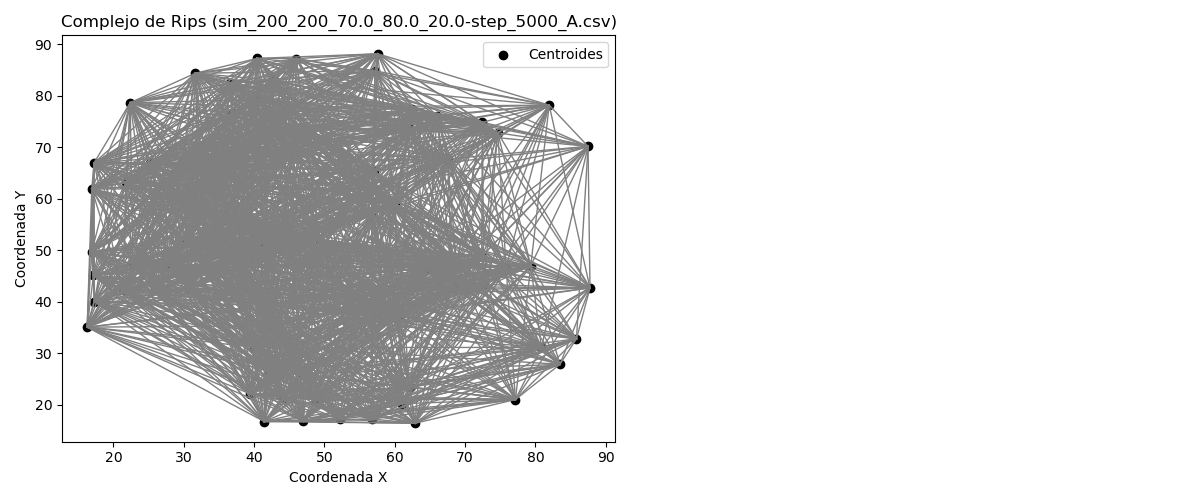 Complejo de Rips (sim_200_200_70.0_80.0_20.0-step_5000_A.csv)
Centroides
Coordenada Y
90
80
70
60
50
40
30
20
20 30 40 50 60 70 80 90
Coordenada X